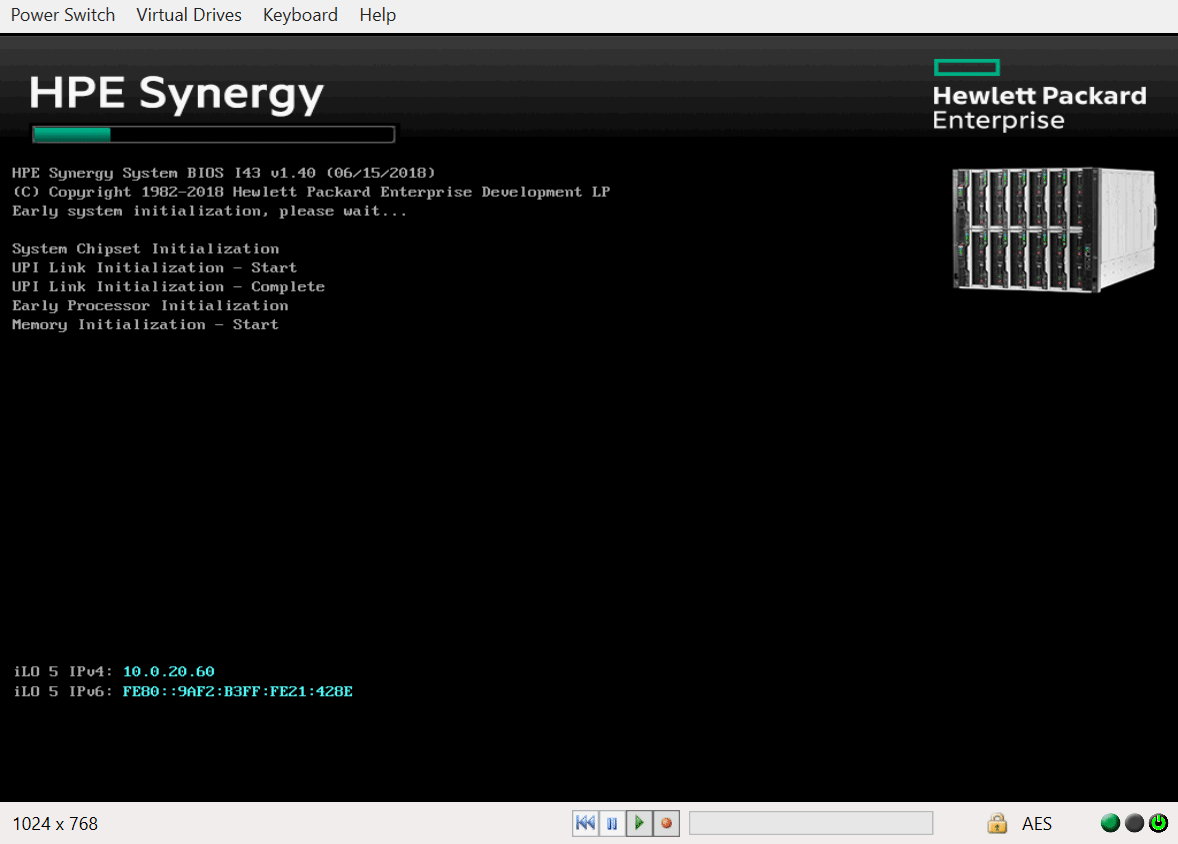 Power Switch Virtual Drives Keyboard Help
HPE Synergy
Hewlett Packard
Enterprise
HPE Synergy System BIOS I43 v1.40 (06/15/2018)
(C) Copyright 1982-2018 Hewlett Packard Enterprise Development LP
Early system initialization, please wait...
System Chipset Initialization
UPI Link Initialization - Start
UPI Link Initialization - Complete
Early Processor Initialization
Memory Initialization - Start
iLO 5 IPv4: 10.0.20.60
iLO 5 IPv6: FE80::9AF2:B3FF:FE21:428E
1024 x 768
AES